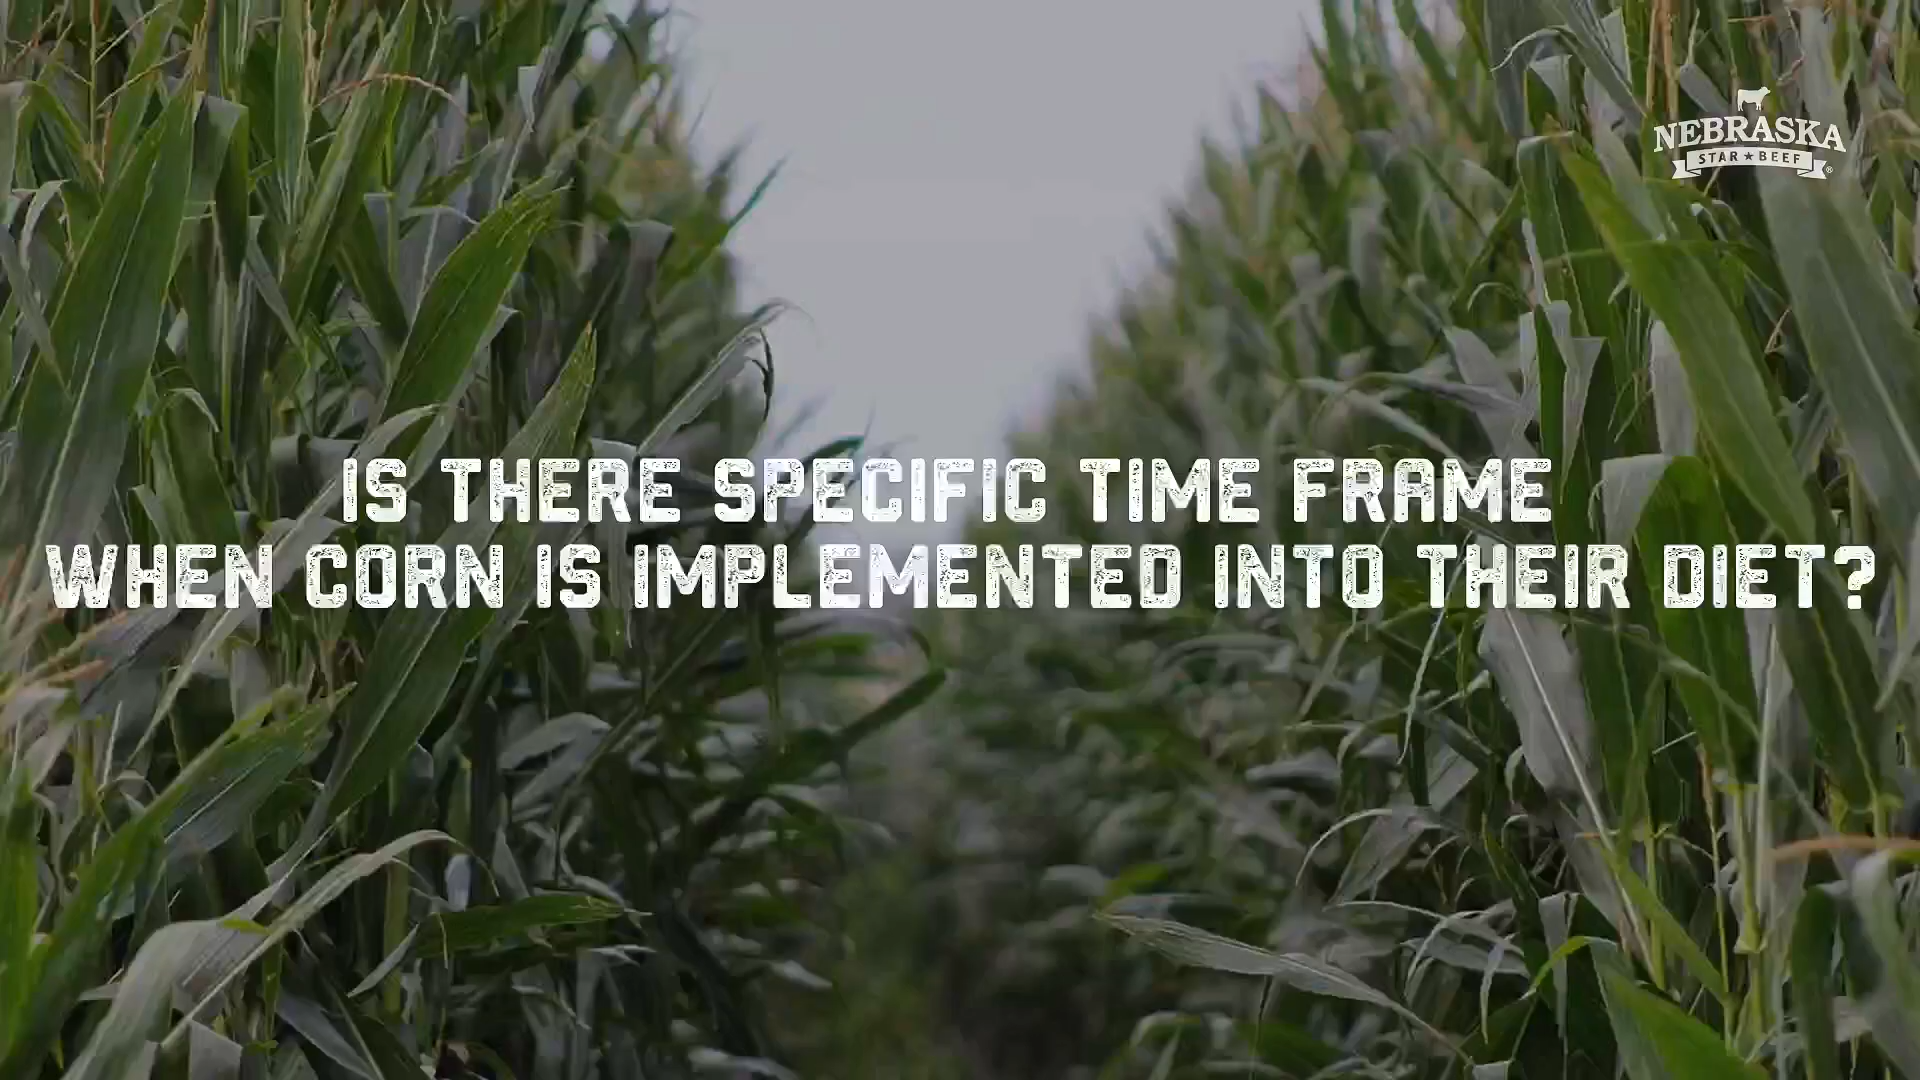 NEBRASKA
STAR ★ BEEF ®
IS THERE SPECIFIC TIME FRAME
WHEN CORN IS IMPLEMENTED INTO THEIR DIET?